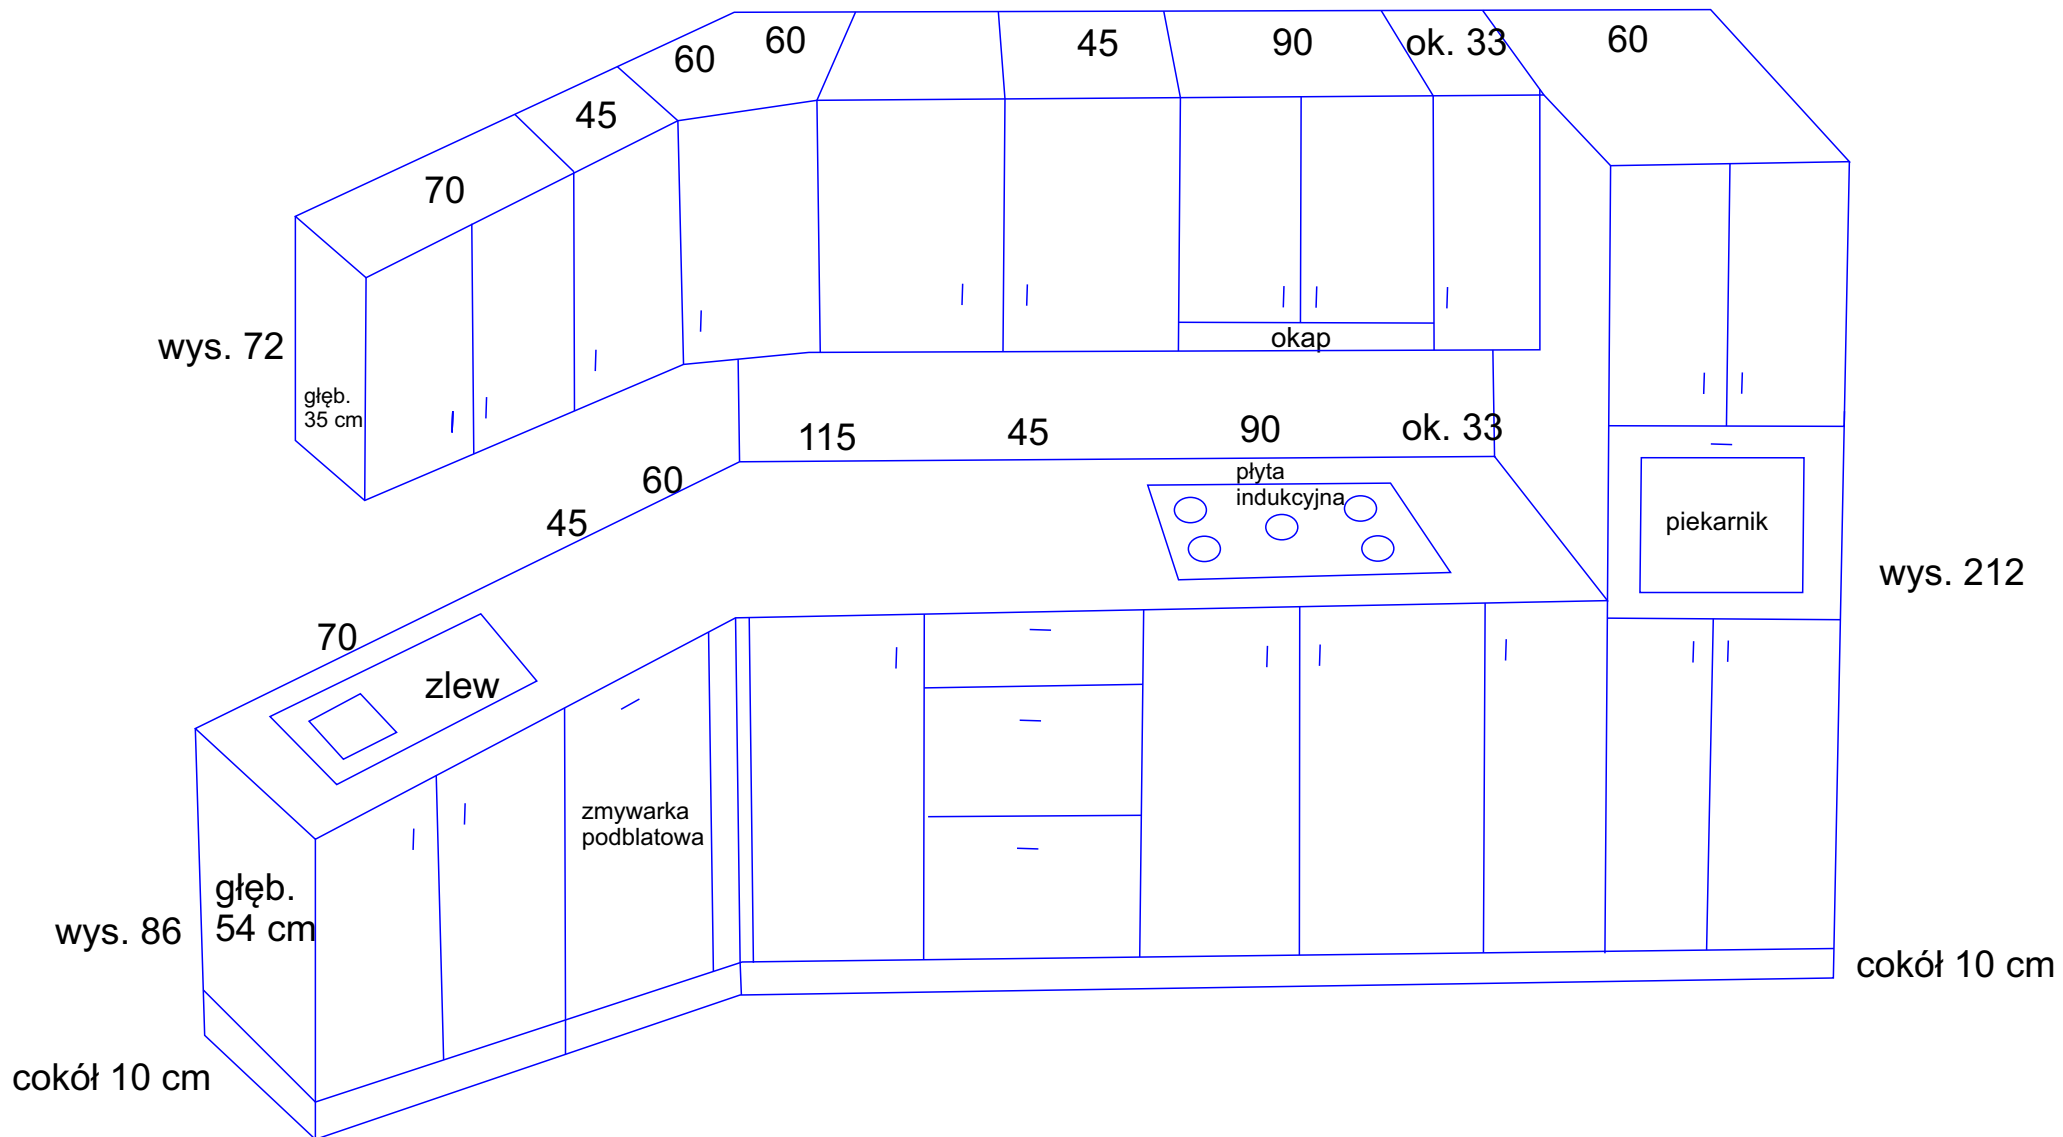 60
60
45
90
ok. 33
60
45
70
wys. 72
głęb.
35 cm
okap
115
45
90
ok. 33
60
45
70
płyta
indukcyjna
piekarnik
wys. 212
zlew
zmywarka
podblatowa
głęb.
54 cm
wys. 86
cokół 10 cm
cokół 10 cm